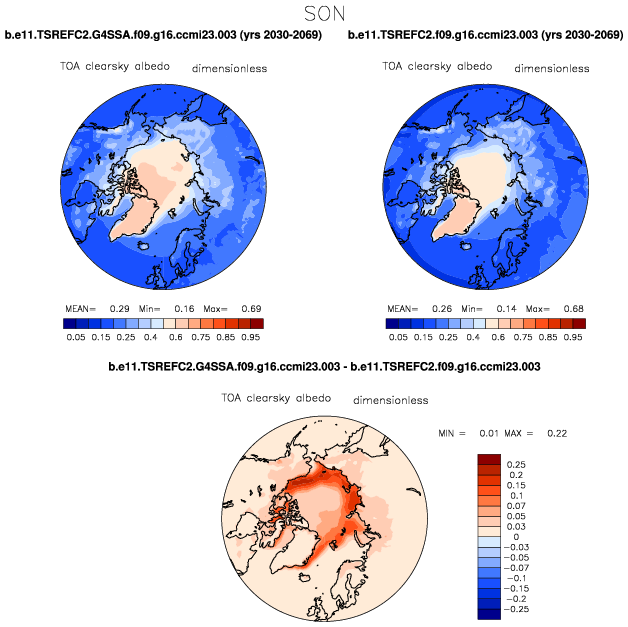 SON
b.e11.TSREFC2.G4SSA.f09.g16.ccmi23.003 (yrs 2030-2069) b.e11.TSREFC2.f09.g16.ccmi23.003 (yrs 2030-2069)
TOA clearsky albedo dimensionless TOA clearsky albedo dimensionless
MEAN= 0.29 Min= 0.16 Max= 0.69 MEAN= 0.26 Min= 0.14 Max= 0.68
0.05 0.15 0.25 0.4 0.6 0.75 0.85 0.95 0.05 0.15 0.25 0.4 0.6 0.75 0.85 0.95
b.e11.TSREFC2.G4SSA.f09.g16.ccmi23.003 - b.e11.TSREFC2.f09.g16.ccmi23.003
TOA clearsky albedo dimensionless
MIN = 0.01 MAX = 0.22
0.25
0.2
0.15
0.1
0.07
0.05
0.03
0
-0.03
-0.05
-0.07
-0.1
-0.15
-0.2
-0.25